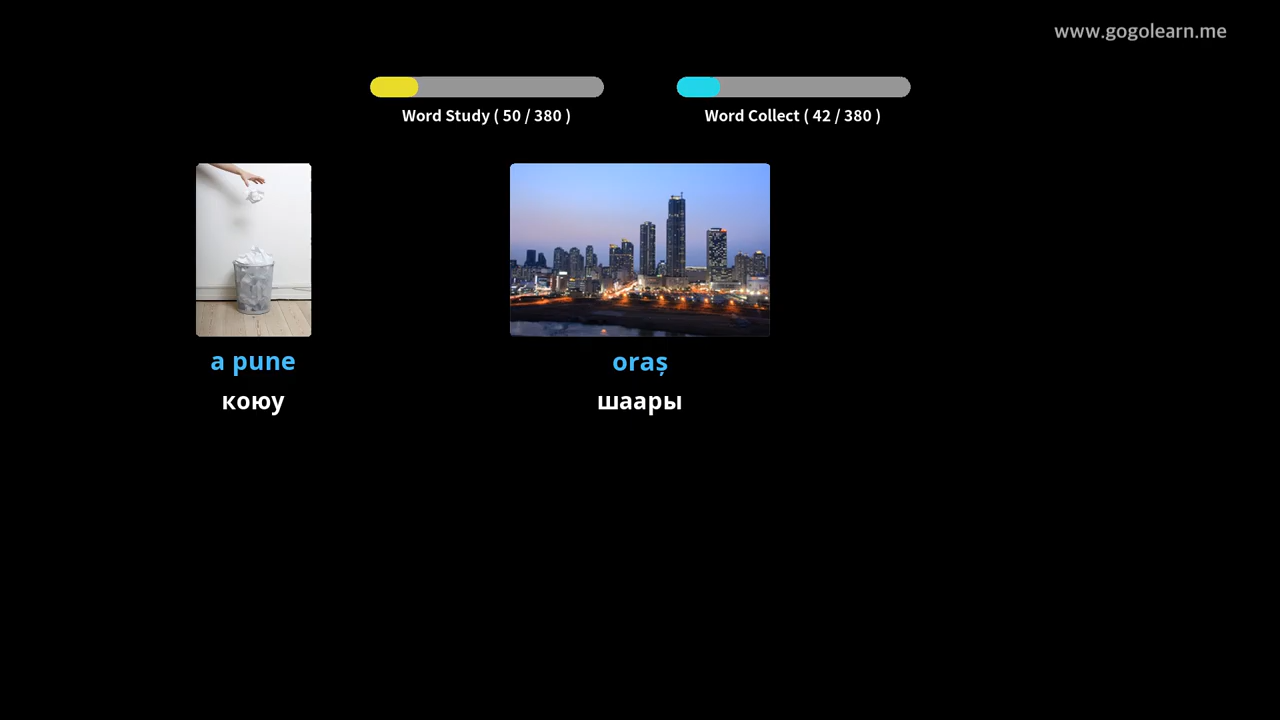 www.gogolearn.me
Word Study ( 50 / 380 )
Word Collect ( 42 / 380 )
a pune
коюу
oraș
шаары